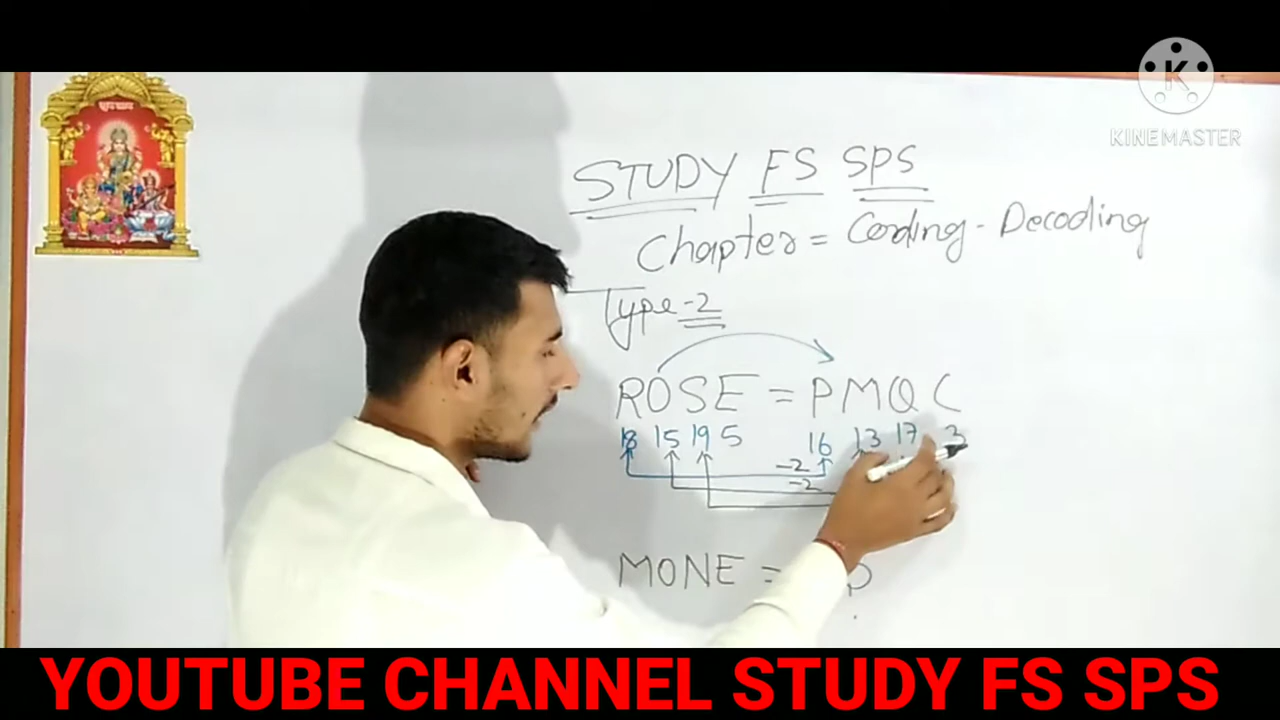 KINEMASTER
STUDY FS SPS
Chapter = Coding - Decoding
Type -2
ROSE = PMQC
18 15 19 5 16 13 17 3
-2
-2
MONE =
YOUTUBE CHANNEL STUDY FS SPS